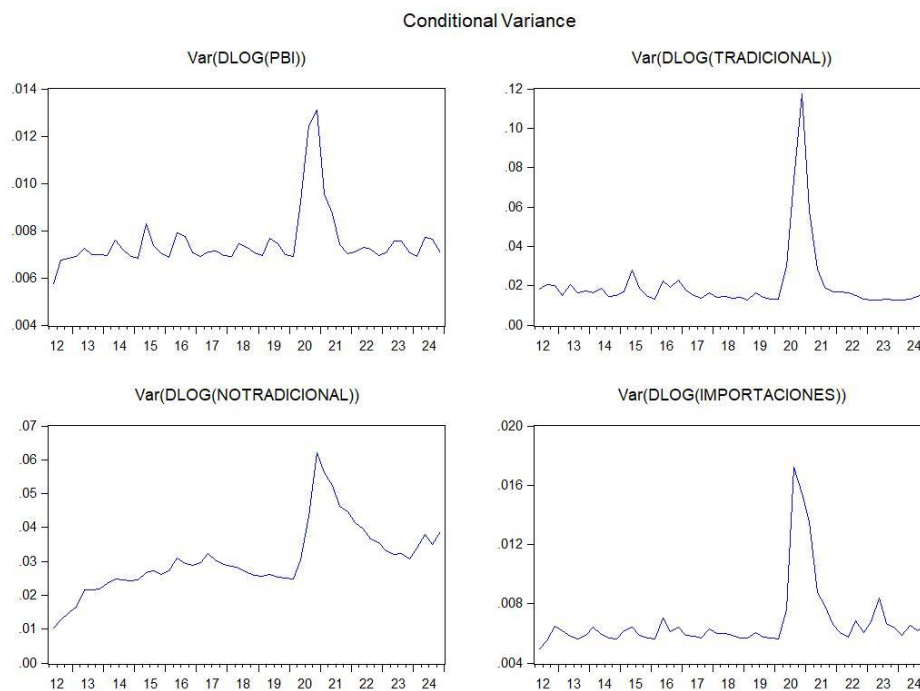 Conditional Variance
Var(DLOG(PBI))
.014
.012
.010
.008
.006
.004
12 13 14 15 16 17 18 19 20 21 22 23 24
Var(DLOG(TRADICIONAL))
.12
.10
.08
.06
.04
.02
.00
12 13 14 15 16 17 18 19 20 21 22 23 24
Var(DLOG(NOTRADICIONAL))
.07
.06
.05
.04
.03
.02
.01
.00
12 13 14 15 16 17 18 19 20 21 22 23 24
Var(DLOG(IMPORTACIONES))
.020
.016
.012
.008
.004
12 13 14 15 16 17 18 19 20 21 22 23 24